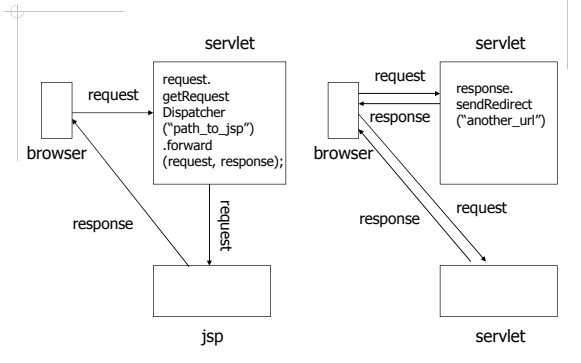 servlet
request.
getRequest
Dispatcher
("path_to_jsp")
.forward
(request, response);
request
browser
response
request
jsp
servlet
request
response.
sendRedirect
("another_url")
response
browser
request
response
servlet